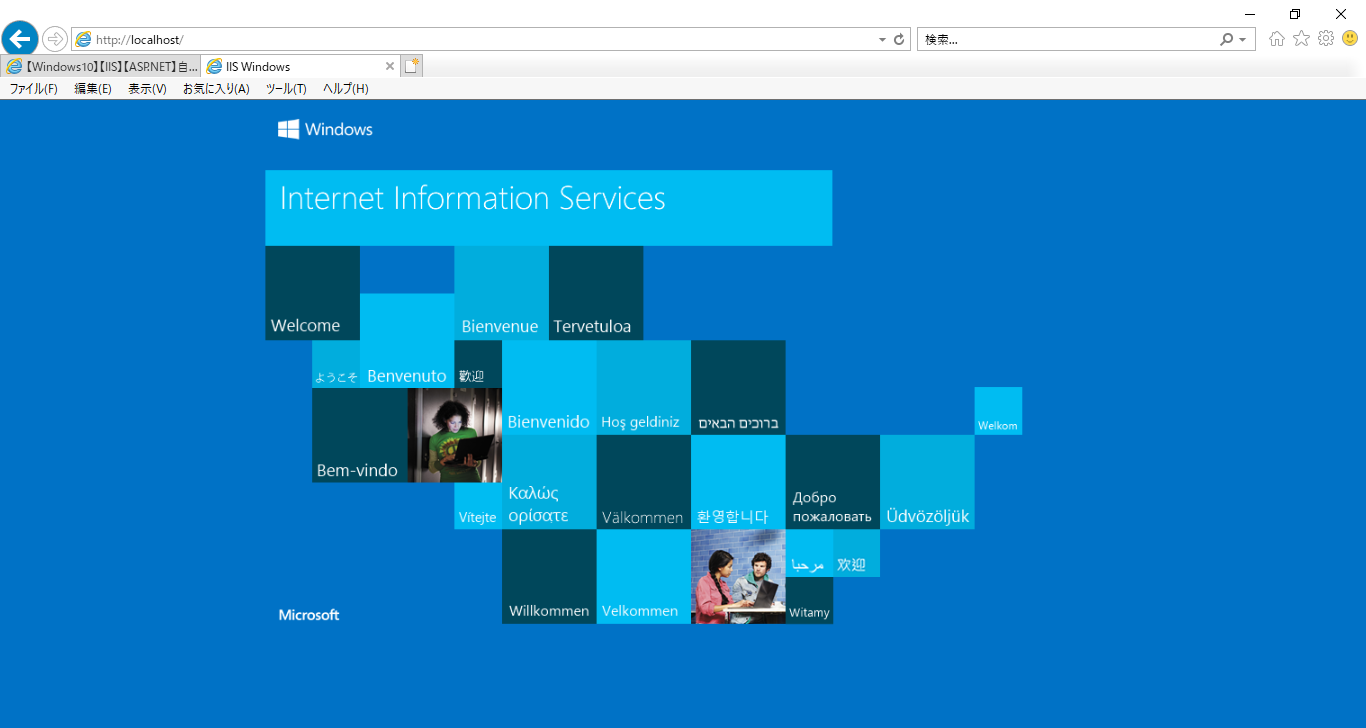 http://localhost/
検索...
【Windows10】【IIS】【ASP.NET】自...
IIS Windows
ファイル(F) 編集(E) 表示(V) お気に入り(A) ツール(T) ヘルプ(H)
Windows
Internet Information Services
Welcome
Bienvenue
Tervetuloa
ようこそ
Benvenuto
歡迎
Bienvenido
Hoş geldiniz
ברוכים הבאים
Welkom
Bem-vindo
Vítejte
Καλώς
ορίσατε
Välkommen
환영합니다
Добро
пожаловать
Üdvözöljük
Willkommen
Velkommen
مرحبا
欢迎
Witamy
Microsoft